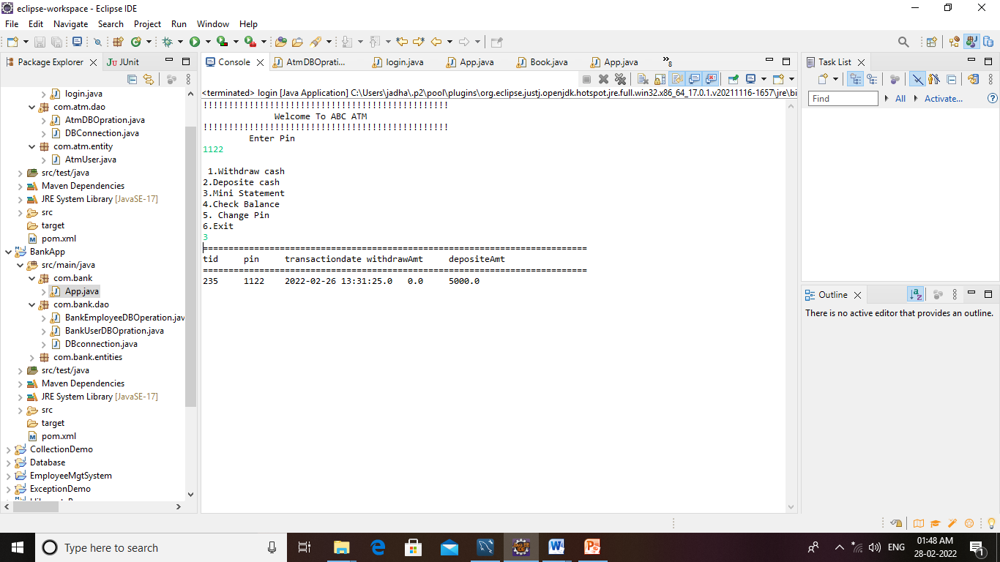 eclipse-workspace - Eclipse IDE
File Edit Navigate Search Project Run Window Help
Package Explorer JUnit
login.java
com.atm.dao
AtmDBOpration.java
DBConnection.java
com.atm.entity
AtmUser.java
src/test/java
Maven Dependencies
JRE System Library [JavaSE-17]
src
target
pom.xml
BankApp
src/main/java
com.bank
App.java
com.bank.dao
BankEmployeeDBOperation.jav
BankUserDBOpration.java
DBconnection.java
com.bank.entities
src/test/java
Maven Dependencies
JRE System Library [JavaSE-17]
src
target
pom.xml
CollectionDemo
Database
EmployeeMgtSystem
ExceptionDemo
Console AtmDBOprati... login.java App.java Book.java App.java »8
<terminated> login [Java Application] C:\Users\jadha\.p2\pool\plugins\org.eclipse.justj.openjdk.hotspot.jre.full.win32.x86_64_17.0.1.v20211116-1657\jre\bi
!!!!!!!!!!!!!!!!!!!!!!!!!!!!!!!!!!!!!!!!!!!!!!!!
Welcome To ABC ATM
!!!!!!!!!!!!!!!!!!!!!!!!!!!!!!!!!!!!!!!!!!!!!!!!
Enter Pin
1122
1.Withdraw cash
2.Deposite cash
3.Mini Statement
4.Check Balance
5. Change Pin
6.Exit
3
===========================================================================
tid pin transactiondate withdrawAmt depositeAmt
===========================================================================
235 1122 2022-02-26 13:31:25.0 0.0 5000.0
Task List
Find All Activate...
Outline
There is no active editor that provides an outline.
Type here to search
ENG
01:48 AM
28-02-2022
1